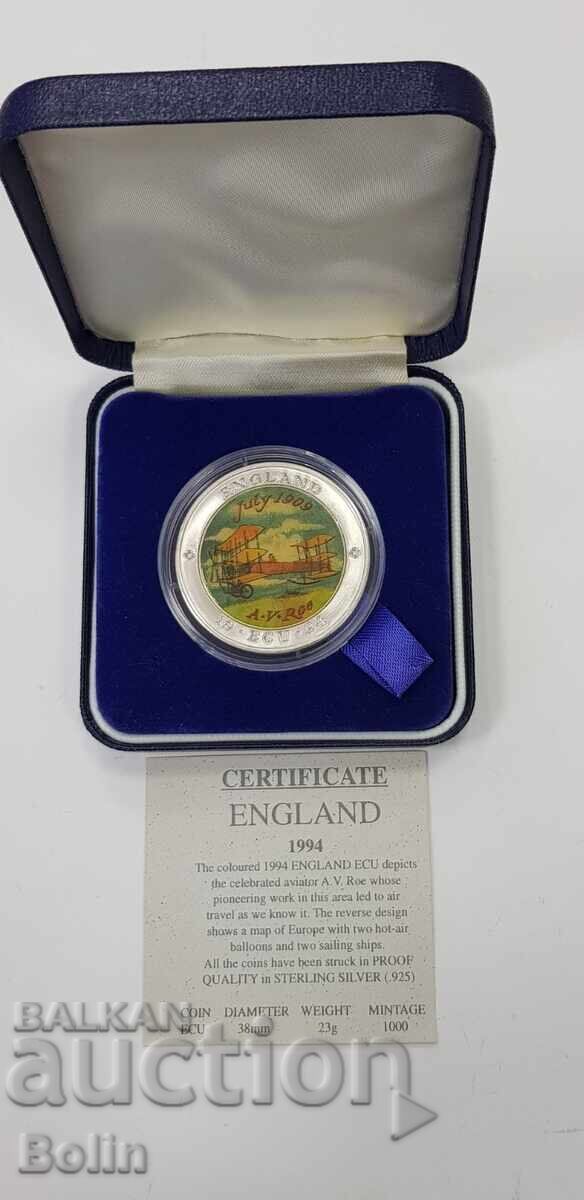 ENGLAND
July 1909
A.V. Roe
19 · ECU · 94
CERTIFICATE
ENGLAND
1994
The coloured 1994 ENGLAND ECU depicts
the celebrated aviator A.V. Roe whose
pioneering work in this area led to air
travel as we know it. The reverse design
shows a map of Europe with two hot-air
balloons and two sailing ships.
All the coins have been struck in PROOF
QUALITY in STERLING SILVER (.925)
COIN DIAMETER WEIGHT MINTAGE
ECU 38mm 23g 1000
BALKAN
auction
Bolin